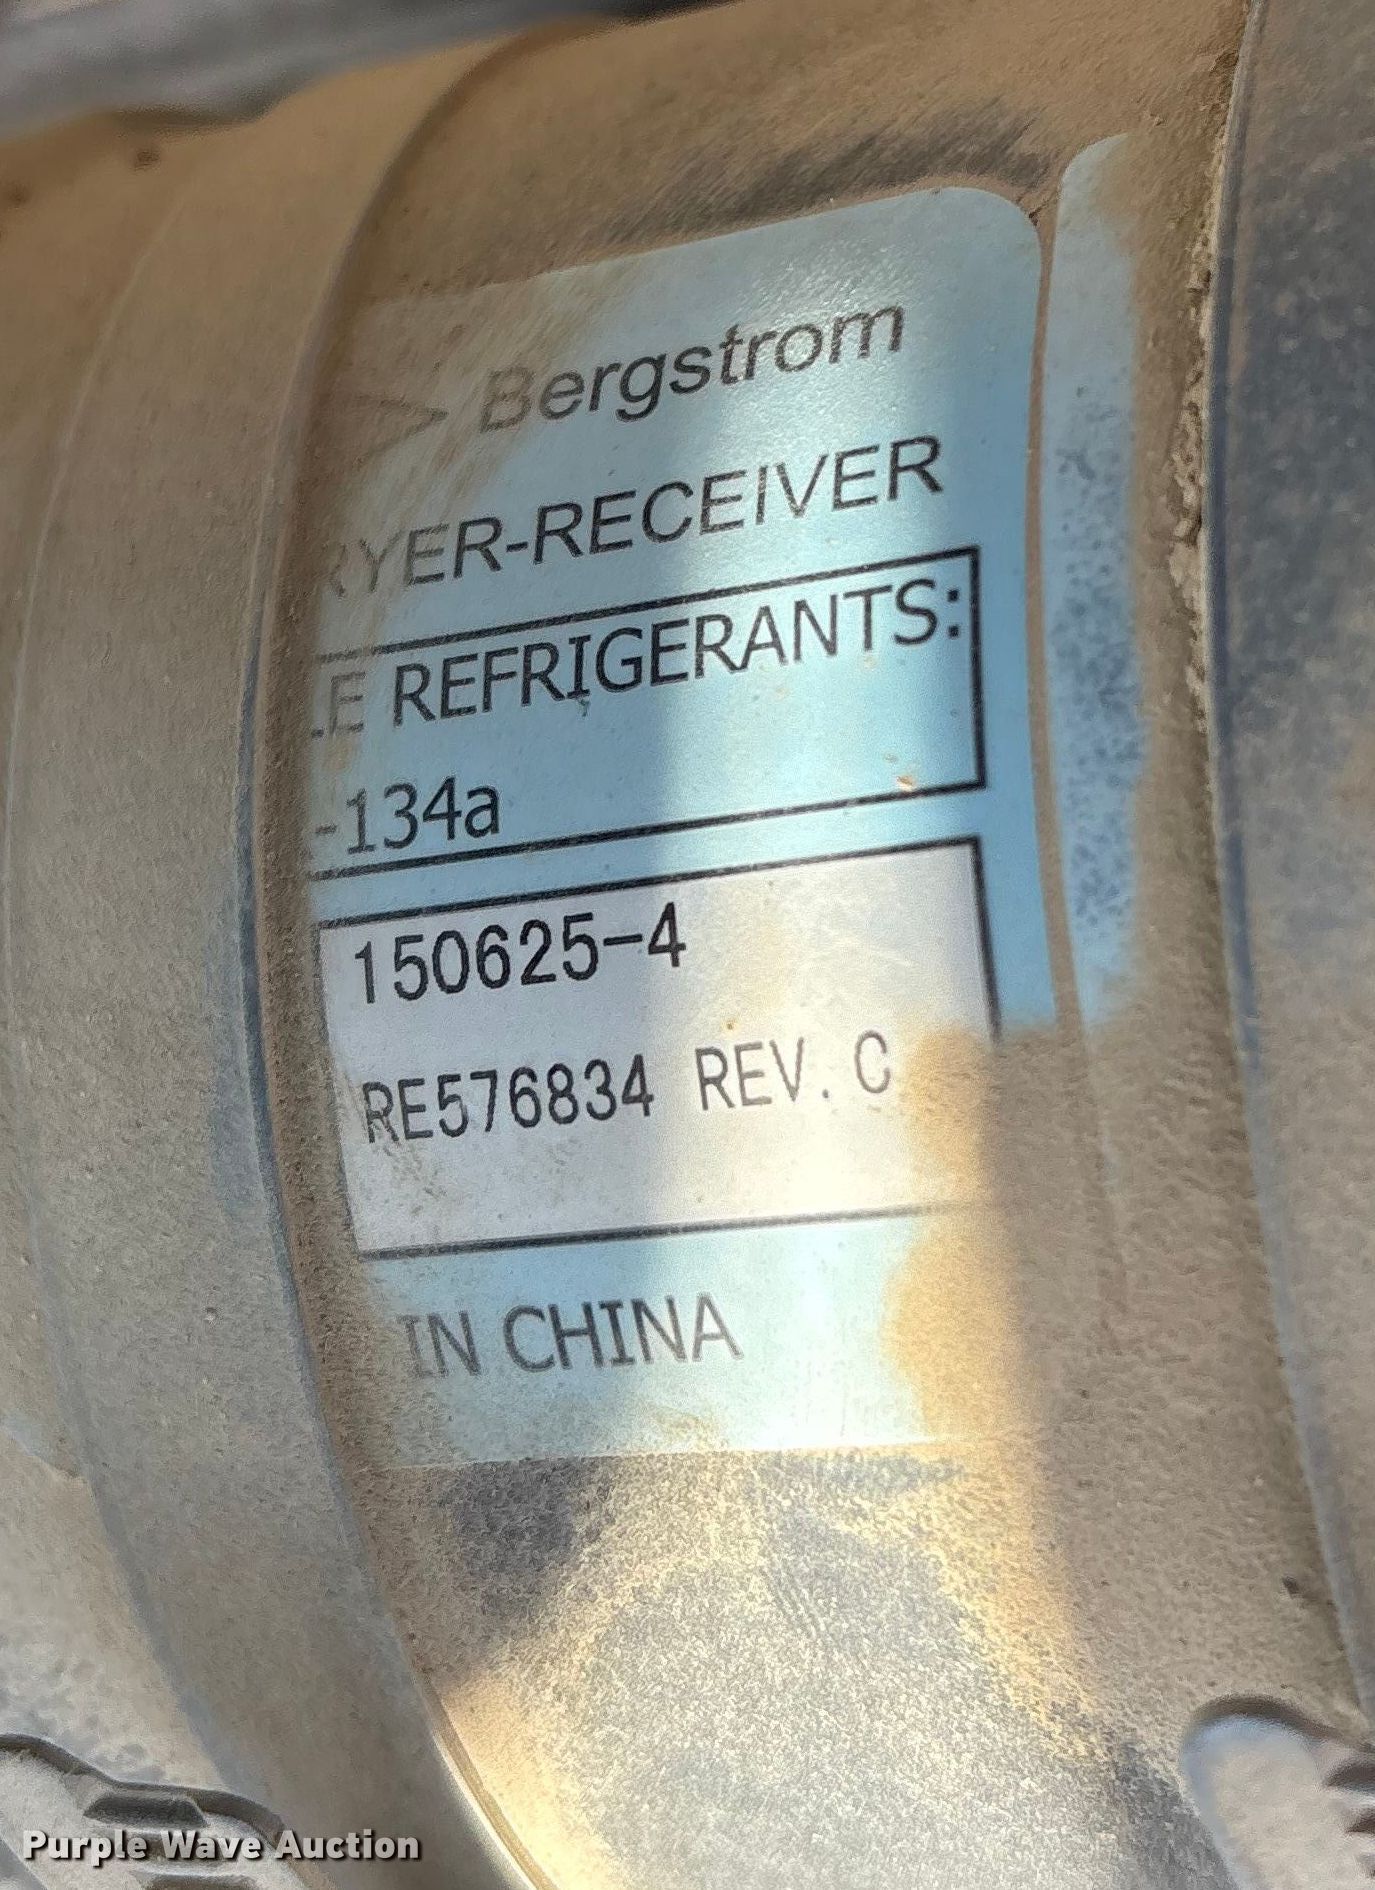 Bergstrom
RYER-RECEIVER
LE REFRIGERANTS:
-134a
150625-4
RE576834 REV. C
IN CHINA
Purple Wave Auction